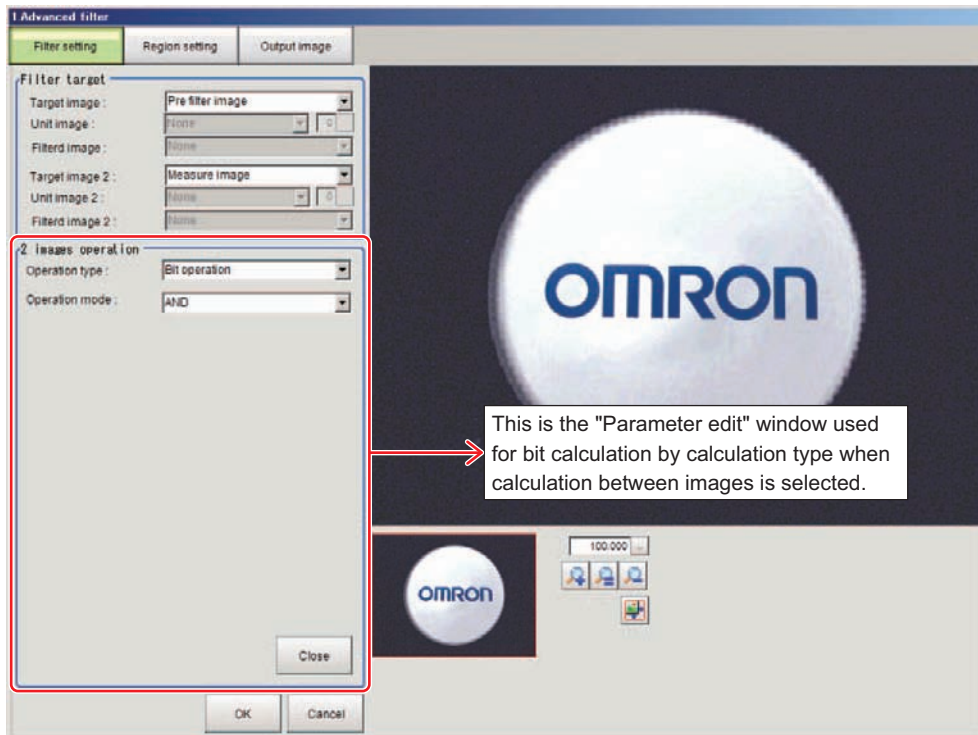 1.Advanced filter
Filter setting
Region setting
Output image
Filter target
Target image :
Pre filter image
Unit image :
None
0
Filterd image :
None
Target image 2 :
Measure image
Unit image 2 :
None
0
Filterd image 2 :
None
2 images operation
Operation type :
Bit operation
Operation mode :
AND
OMRON
This is the "Parameter edit" window used
for bit calculation by calculation type when
calculation between images is selected.
100.000
..
OMRON
Close
OK
Cancel